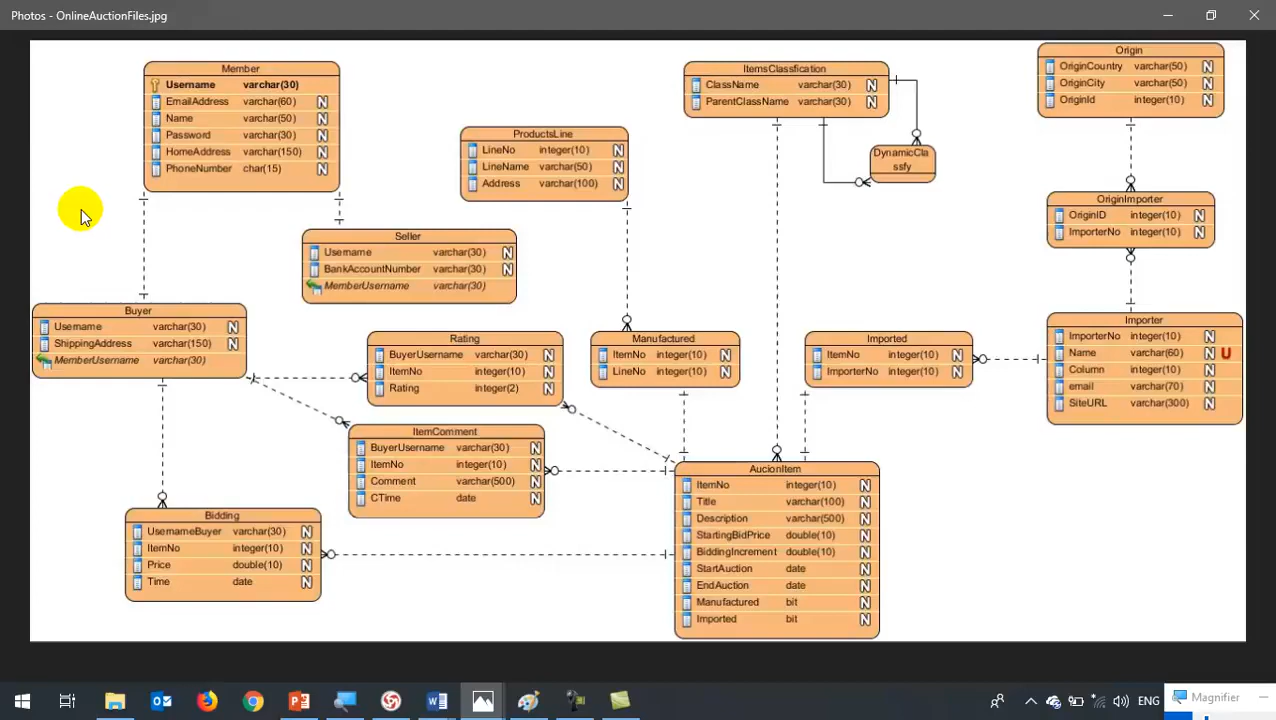 Photos - OnlineAuctionFiles.jpg
Member
Username varchar(30)
EmailAddress varchar(60) N
Name varchar(50) N
Password varchar(30) N
HomeAddress varchar(150) N
PhoneNumber char(15) N
ProductsLine
LineNo integer(10) N
LineName varchar(50) N
Address varchar(100) N
ItemsClassfication
ClassName varchar(30) N
ParentClassName varchar(30) N
DynamicCla
ssfy
Origin
OriginCountry varchar(50) N
OriginCity varchar(50) N
OriginId integer(10) N
OriginImporter
OriginID integer(10) N
ImporterNo integer(10) N
Seller
Username varchar(30) N
BankAccountNumber varchar(30) N
MemberUsername varchar(30)
Buyer
Username varchar(30) N
ShippingAddress varchar(150) N
MemberUsername varchar(30)
Rating
BuyerUsername varchar(30) N
ItemNo integer(10) N
Rating integer(2) N
Manufactured
ItemNo integer(10) N
LineNo integer(10) N
Imported
ItemNo integer(10) N
ImporterNo integer(10) N
Importer
ImporterNo integer(10) N
Name varchar(60) N U
Column integer(10) N
email varchar(70) N
SiteURL varchar(300) N
ItemComment
BuyerUsername varchar(30) N
ItemNo integer(10) N
Comment varchar(500) N
CTime date N
Bidding
UsernameBuyer varchar(30) N
ItemNo integer(10) N
Price double(10) N
Time date N
AucionItem
ItemNo integer(10) N
Title varchar(100) N
Description varchar(500) N
StartingBidPrice double(10) N
BiddingIncrement double(10) N
StartAuction date N
EndAuction date N
Manufactured bit N
Imported bit N
ENG
Magnifier